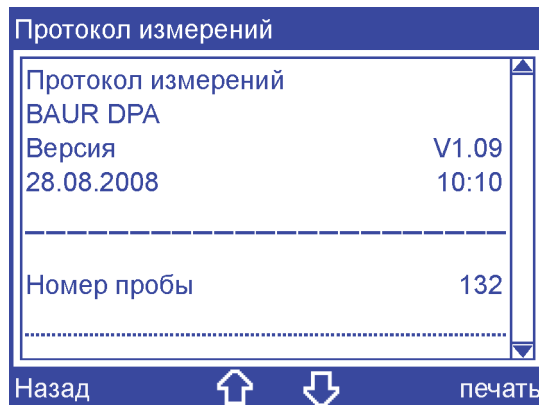 Протокол измерений
Протокол измерений
BAUR DPA
Версия V1.09
28.08.2008 10:10
Номер пробы 132
Назад печать